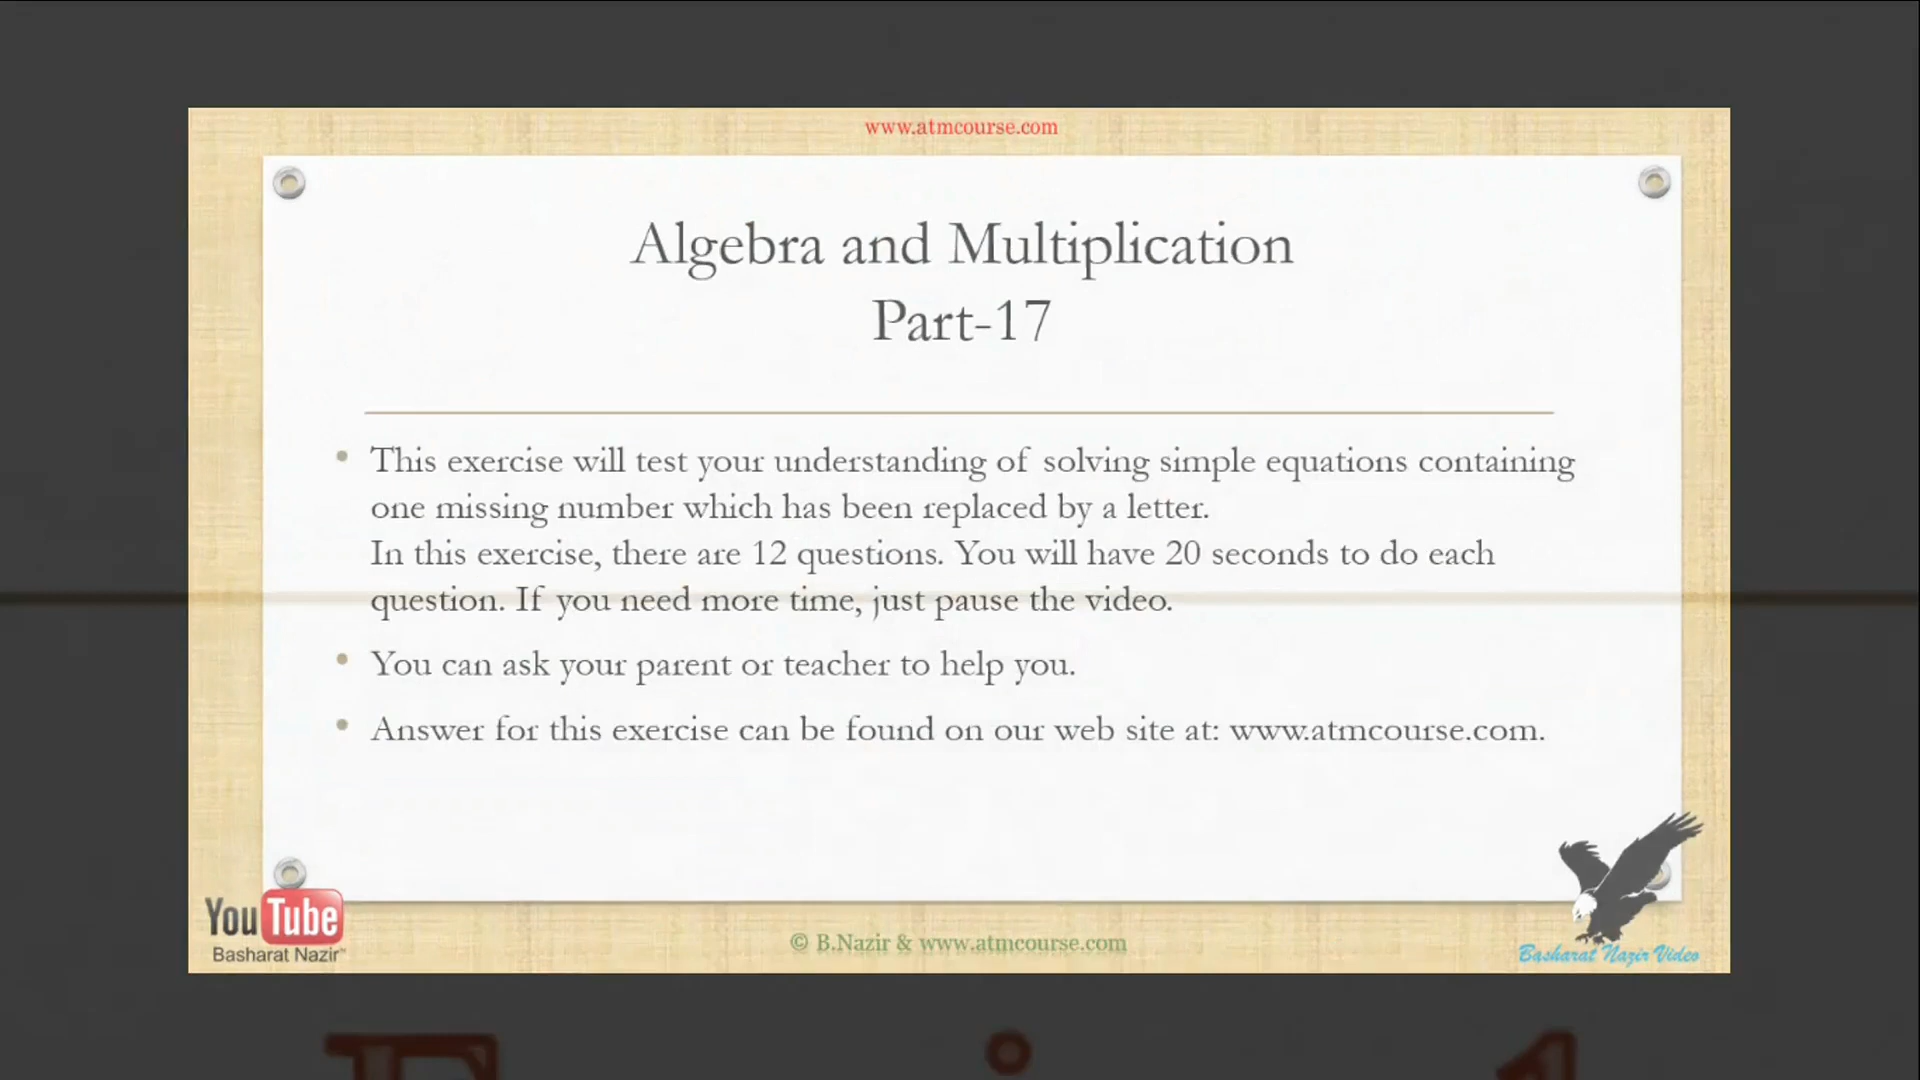 www.atmcourse.com
Algebra and Multiplication
Part-17
• This exercise will test your understanding of solving simple equations containing
one missing number which has been replaced by a letter.
In this exercise, there are 12 questions. You will have 20 seconds to do each
question. If you need more time, just pause the video.
• You can ask your parent or teacher to help you.
• Answer for this exercise can be found on our web site at: www.atmcourse.com.
YouTube
Basharat Nazir™
© B.Nazir & www.atmcourse.com
Basharat Nazir Video